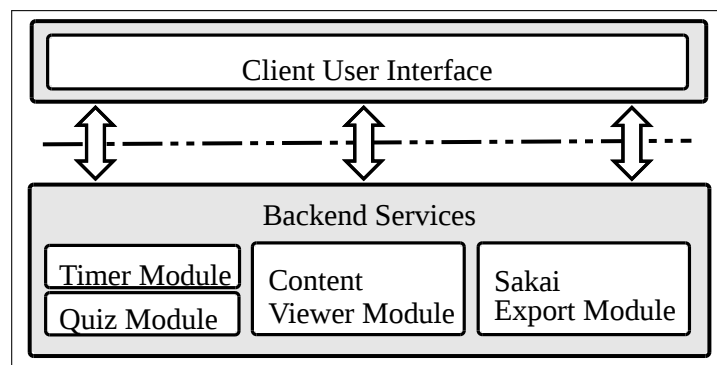 Client User Interface
Backend Services
Timer Module
Quiz Module
Content
Viewer Module
Sakai
Export Module